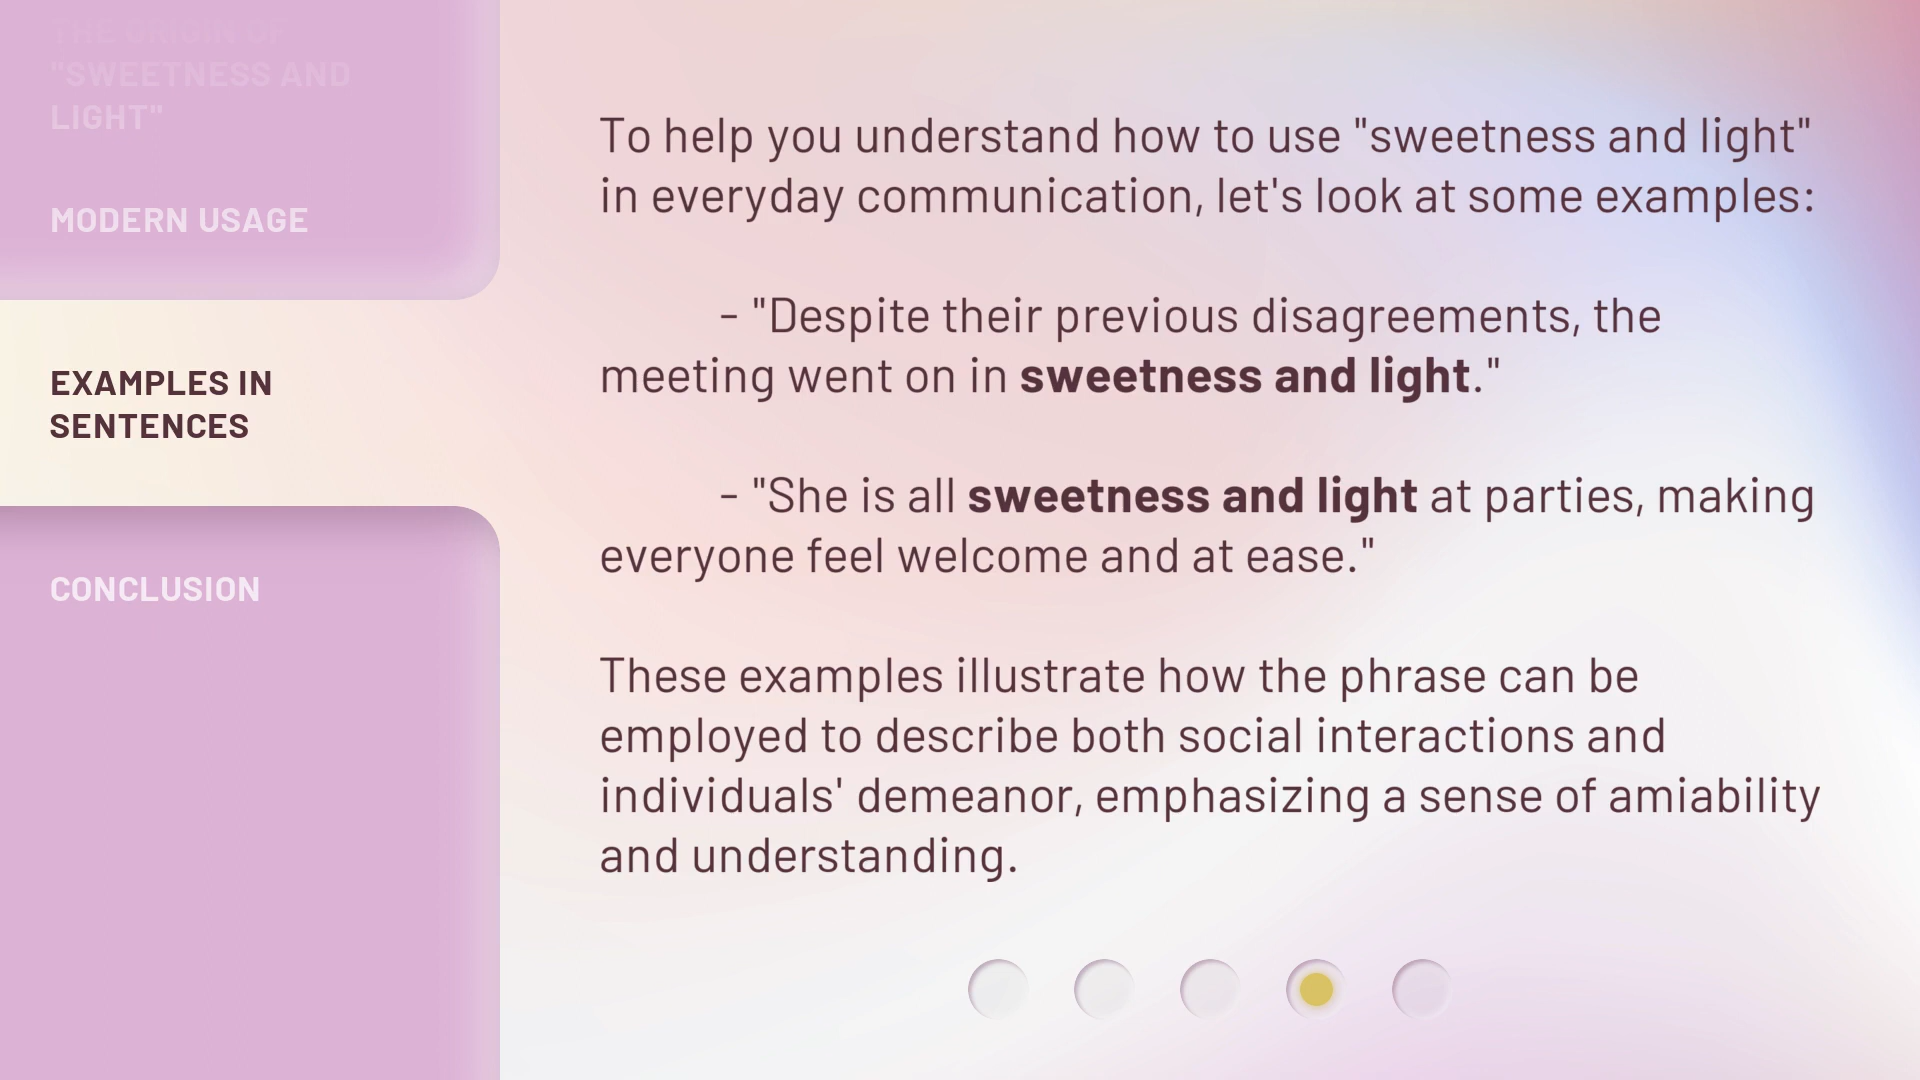 THE ORIGIN OF
"SWEETNESS AND
LIGHT"
MODERN USAGE
EXAMPLES IN
SENTENCES
CONCLUSION
To help you understand how to use "sweetness and light"
in everyday communication, let's look at some examples:
- "Despite their previous disagreements, the
meeting went on in sweetness and light."
- "She is all sweetness and light at parties, making
everyone feel welcome and at ease."
These examples illustrate how the phrase can be
employed to describe both social interactions and
individuals' demeanor, emphasizing a sense of amiability
and understanding.